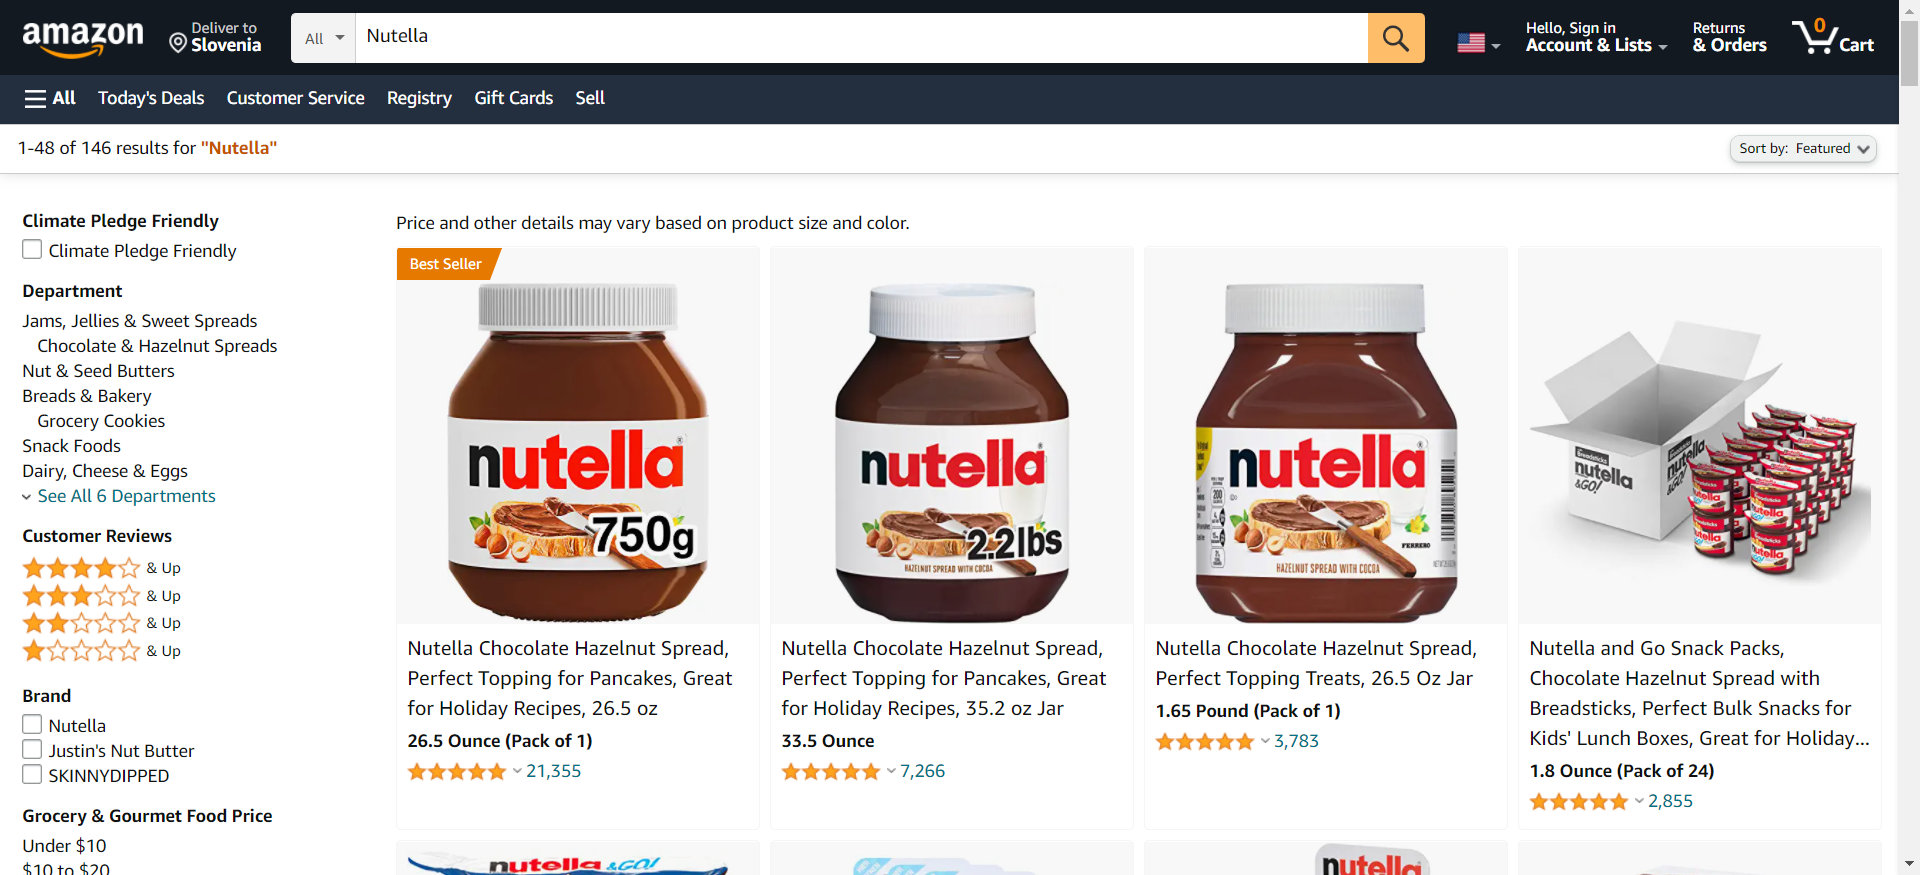 amazon
Deliver to
Slovenia
All
Nutella
Hello, Sign in
Account & Lists
Returns
& Orders
0
Cart
All
Today's Deals
Customer Service
Registry
Gift Cards
Sell
1-48 of 146 results for "Nutella"
Sort by: Featured
Climate Pledge Friendly
Climate Pledge Friendly
Department
Jams, Jellies & Sweet Spreads
Chocolate & Hazelnut Spreads
Nut & Seed Butters
Breads & Bakery
Grocery Cookies
Snack Foods
Dairy, Cheese & Eggs
See All 6 Departments
Customer Reviews
& Up
& Up
& Up
& Up
Brand
Nutella
Justin's Nut Butter
SKINNYDIPPED
Grocery & Gourmet Food Price
Under $10
$10 to $20
Price and other details may vary based on product size and color.
Best Seller
nutella
750g
Nutella Chocolate Hazelnut Spread,
Perfect Topping for Pancakes, Great
for Holiday Recipes, 26.5 oz
26.5 Ounce (Pack of 1)
21,355
nutella
2.2lbs
HAZELNUT SPREAD WITH COCOA
Nutella Chocolate Hazelnut Spread,
Perfect Topping for Pancakes, Great
for Holiday Recipes, 35.2 oz Jar
33.5 Ounce
7,266
nutella
200
FERRERO
HAZELNUT SPREAD WITH COCOA
Nutella Chocolate Hazelnut Spread,
Perfect Topping Treats, 26.5 Oz Jar
1.65 Pound (Pack of 1)
3,783
Breadsticks
nutella
&GO!
nutella
&GO!
nutella
nutella
nutella
nutella
Nutella and Go Snack Packs,
Chocolate Hazelnut Spread with
Breadsticks, Perfect Bulk Snacks for
Kids' Lunch Boxes, Great for Holiday...
1.8 Ounce (Pack of 24)
2,855
nutella &GO!
nutella